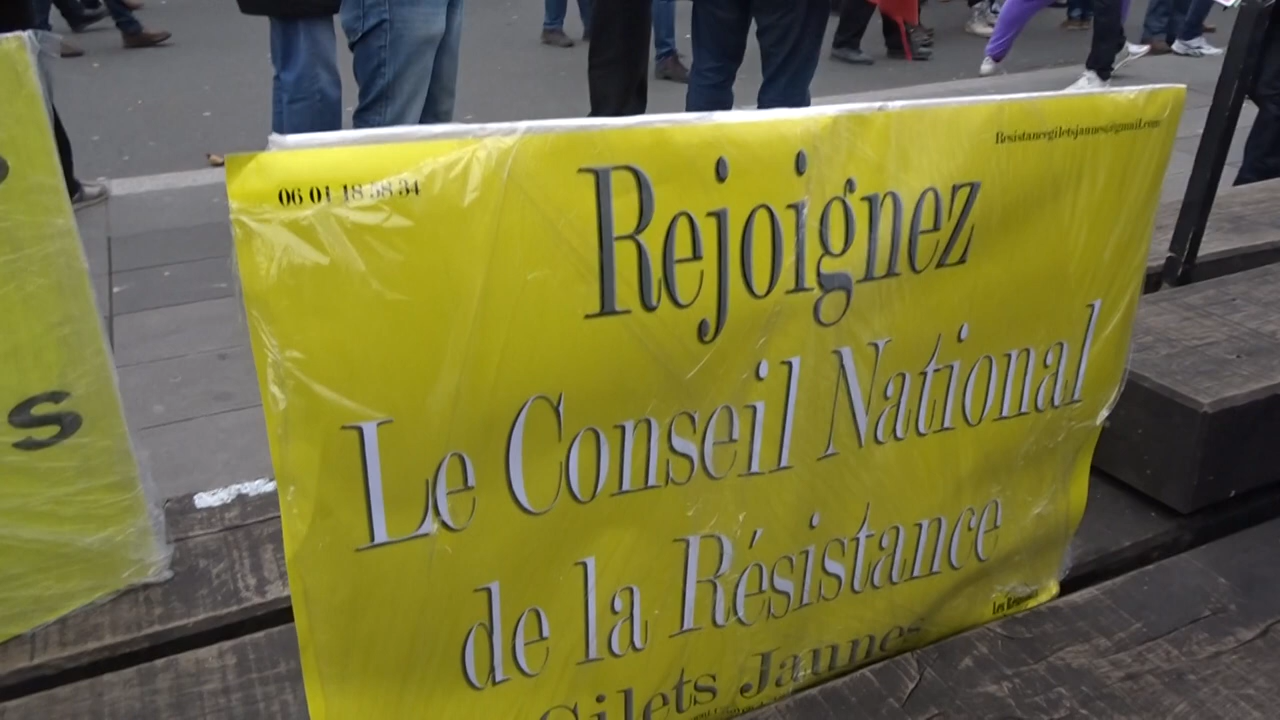 Resistancegiletsjaunes@gmail.com
06 01 18 58 34
Rejoignez
Le Conseil National
de la Résistance
Gilets Jaunes
s